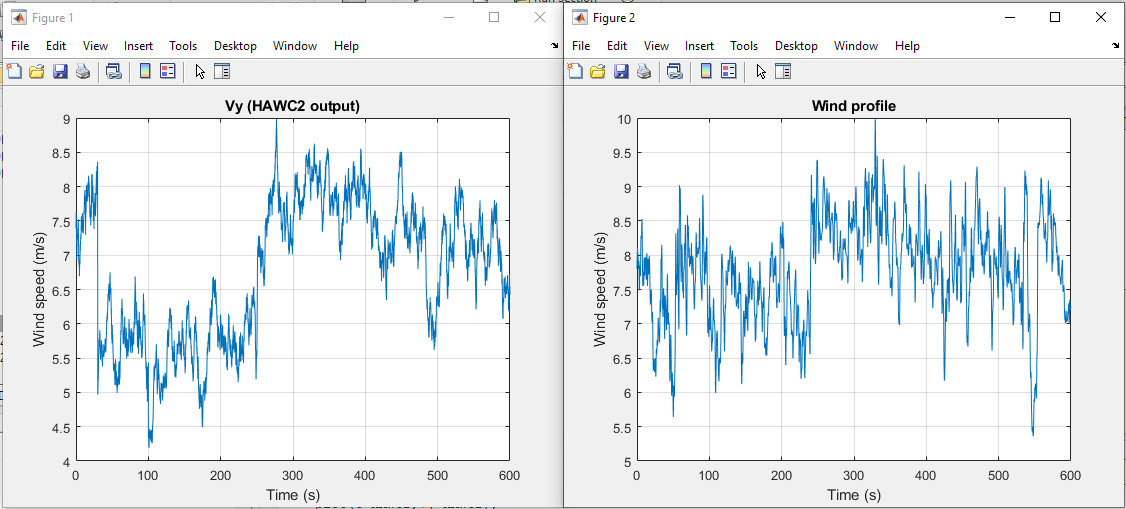 Run section
Figure 1
File Edit View Insert Tools Desktop Window Help
Vy (HAWC2 output)
9
8.5
8
7.5
7
6.5
6
5.5
5
4.5
4
Wind speed (m/s)
0 100 200 300 400 500 600
Time (s)
Figure 2
File Edit View Insert Tools Desktop Window Help
Wind profile
10
9.5
9
8.5
8
7.5
7
6.5
6
5.5
5
Wind speed (m/s)
0 100 200 300 400 500 600
Time (s)